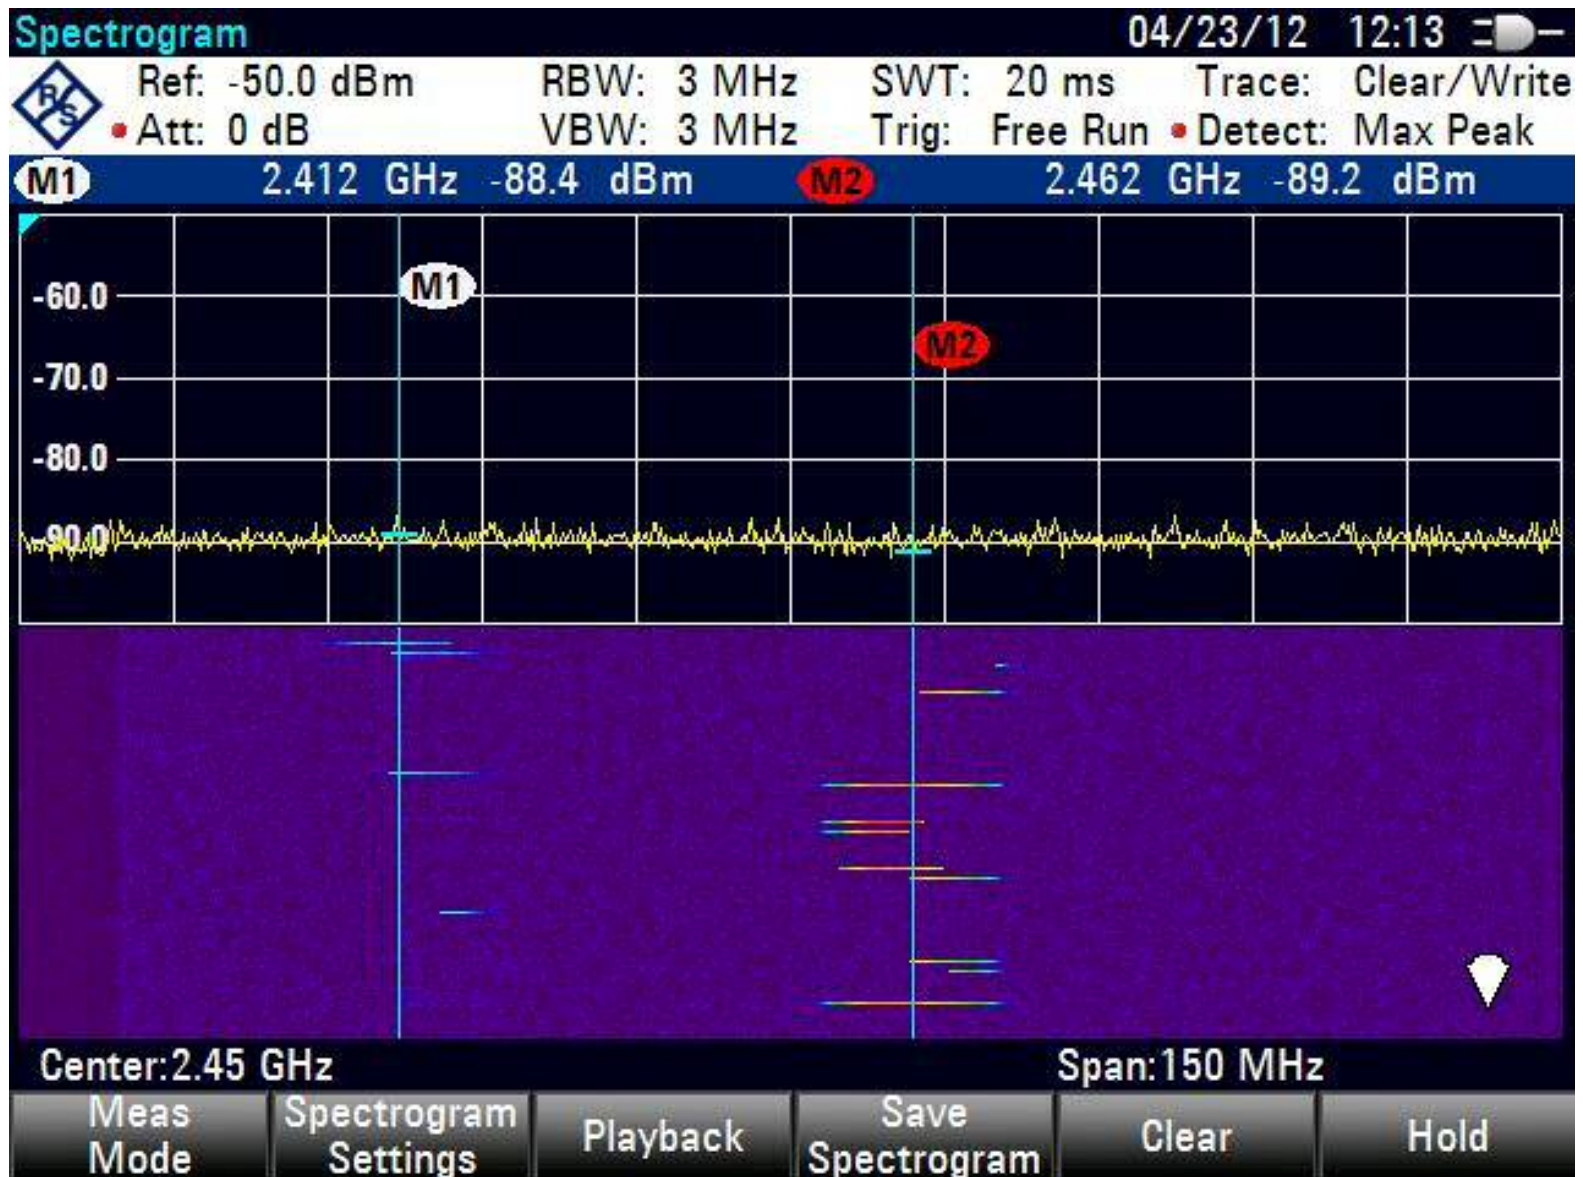 Spectrogram 04/23/12 12:13
R/S Ref: -50.0 dBm RBW: 3 MHz SWT: 20 ms Trace: Clear/Write
Att: 0 dB VBW: 3 MHz Trig: Free Run Detect: Max Peak
M1 2.412 GHz -88.4 dBm M2 2.462 GHz -89.2 dBm
M1
-60.0
M2
-70.0
-80.0
-90.0
Center:2.45 GHz Span:150 MHz
Meas Mode Spectrogram Settings Playback Save Spectrogram Clear Hold